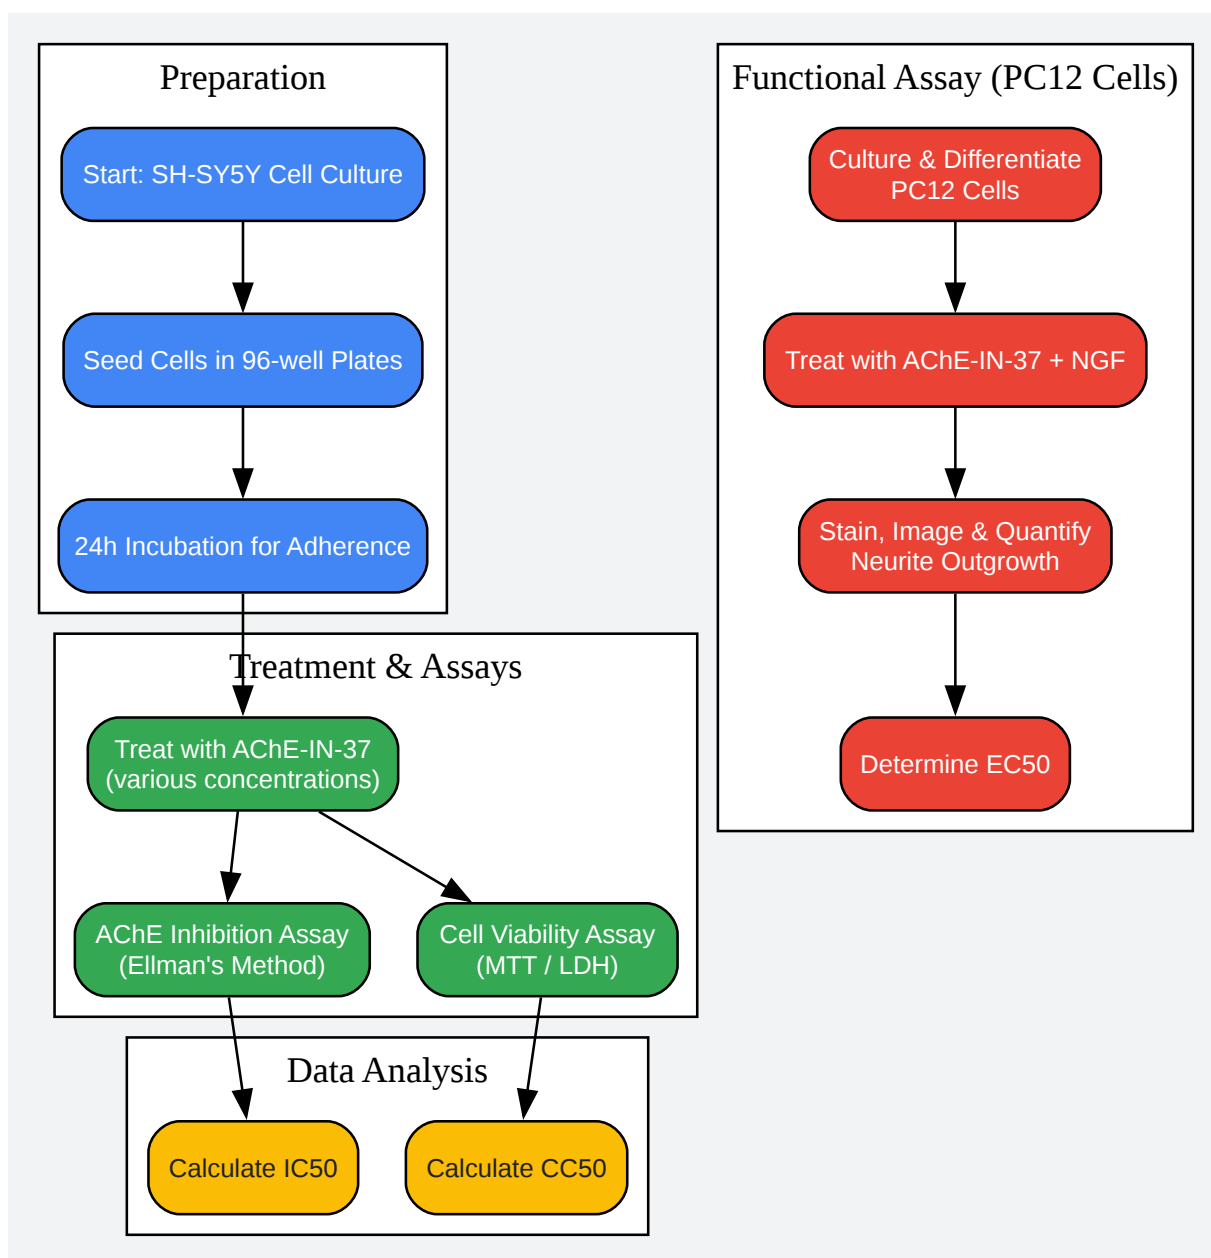 Preparation
Start: SH-SY5Y Cell Culture
Seed Cells in 96-well Plates
24h Incubation for Adherence
Treatment & Assays
Treat with AChE-IN-37
(various concentrations)
AChE Inhibition Assay
(Ellman's Method)
Cell Viability Assay
(MTT / LDH)
Data Analysis
Calculate IC50
Calculate CC50
Functional Assay (PC12 Cells)
Culture & Differentiate
PC12 Cells
Treat with AChE-IN-37 + NGF
Stain, Image & Quantify
Neurite Outgrowth
Determine EC50